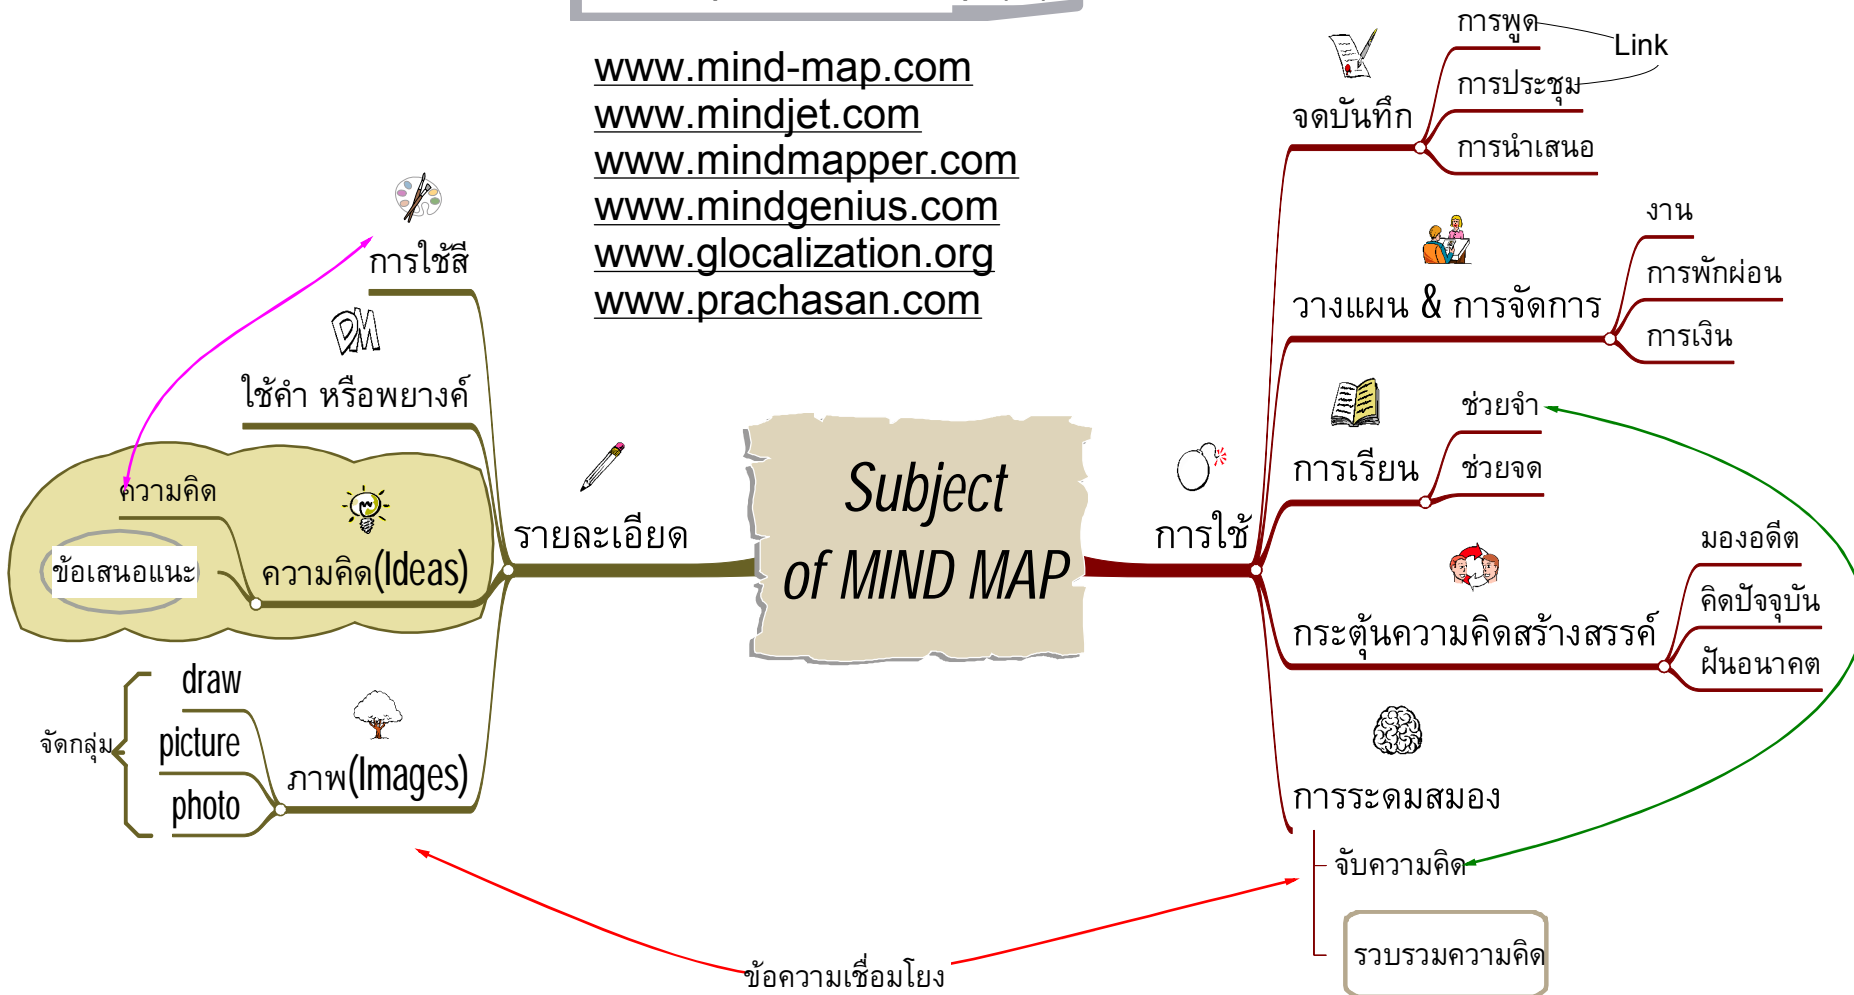 www.mind-map.com
www.mindjet.com
www.mindmapper.com
www.mindgenius.com
www.glocalization.org
www.prachasan.com
Subject
of MIND MAP
รายละเอียด
การใช้สี
ใช้คำ หรือพยางค์
ความคิด(Ideas)
ความคิด
ข้อเสนอแนะ
ภาพ(Images)
draw
picture
photo
จัดกลุ่ม
การใช้
จดบันทึก
การพูด
การประชุม
Link
การนำเสนอ
วางแผน & การจัดการ
งาน
การพักผ่อน
การเงิน
การเรียน
ช่วยจำ
ช่วยจด
กระตุ้นความคิดสร้างสรรค์
มองอดีต
คิดปัจจุบัน
ฝันอนาคต
การระดมสมอง
จับความคิด
รวบรวมความคิด
ข้อความเชื่อมโยง